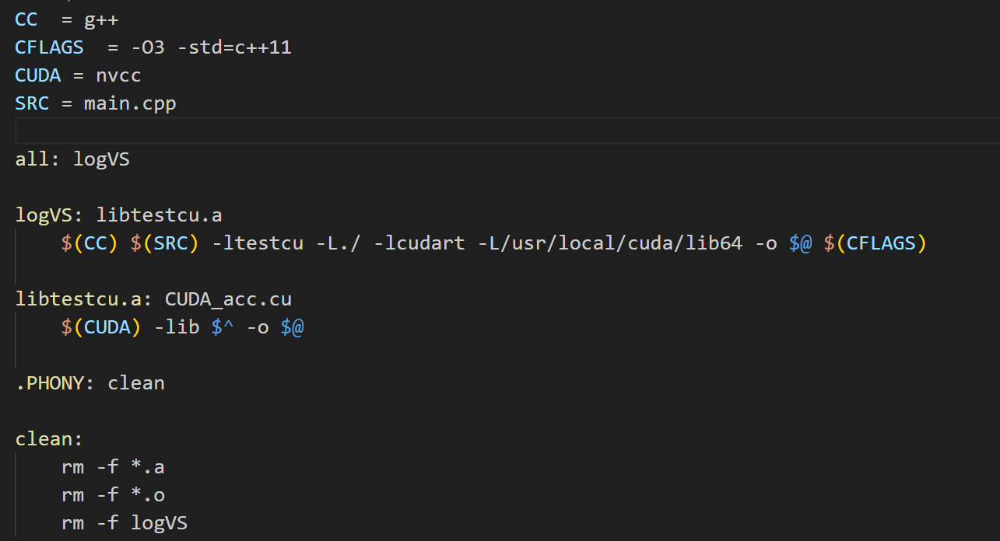 CC  = g++
CFLAGS  = -O3 -std=c++11
CUDA = nvcc
SRC = main.cpp
all: logVS
logVS: libtestcu.a
    $(CC) $(SRC) -ltestcu -L./ -lcudart -L/usr/local/cuda/lib64 -o $@ $(CFLAGS)
libtestcu.a: CUDA_acc.cu
    $(CUDA) -lib $^ -o $@
.PHONY: clean
clean:
    rm -f *.a
    rm -f *.o
    rm -f logVS